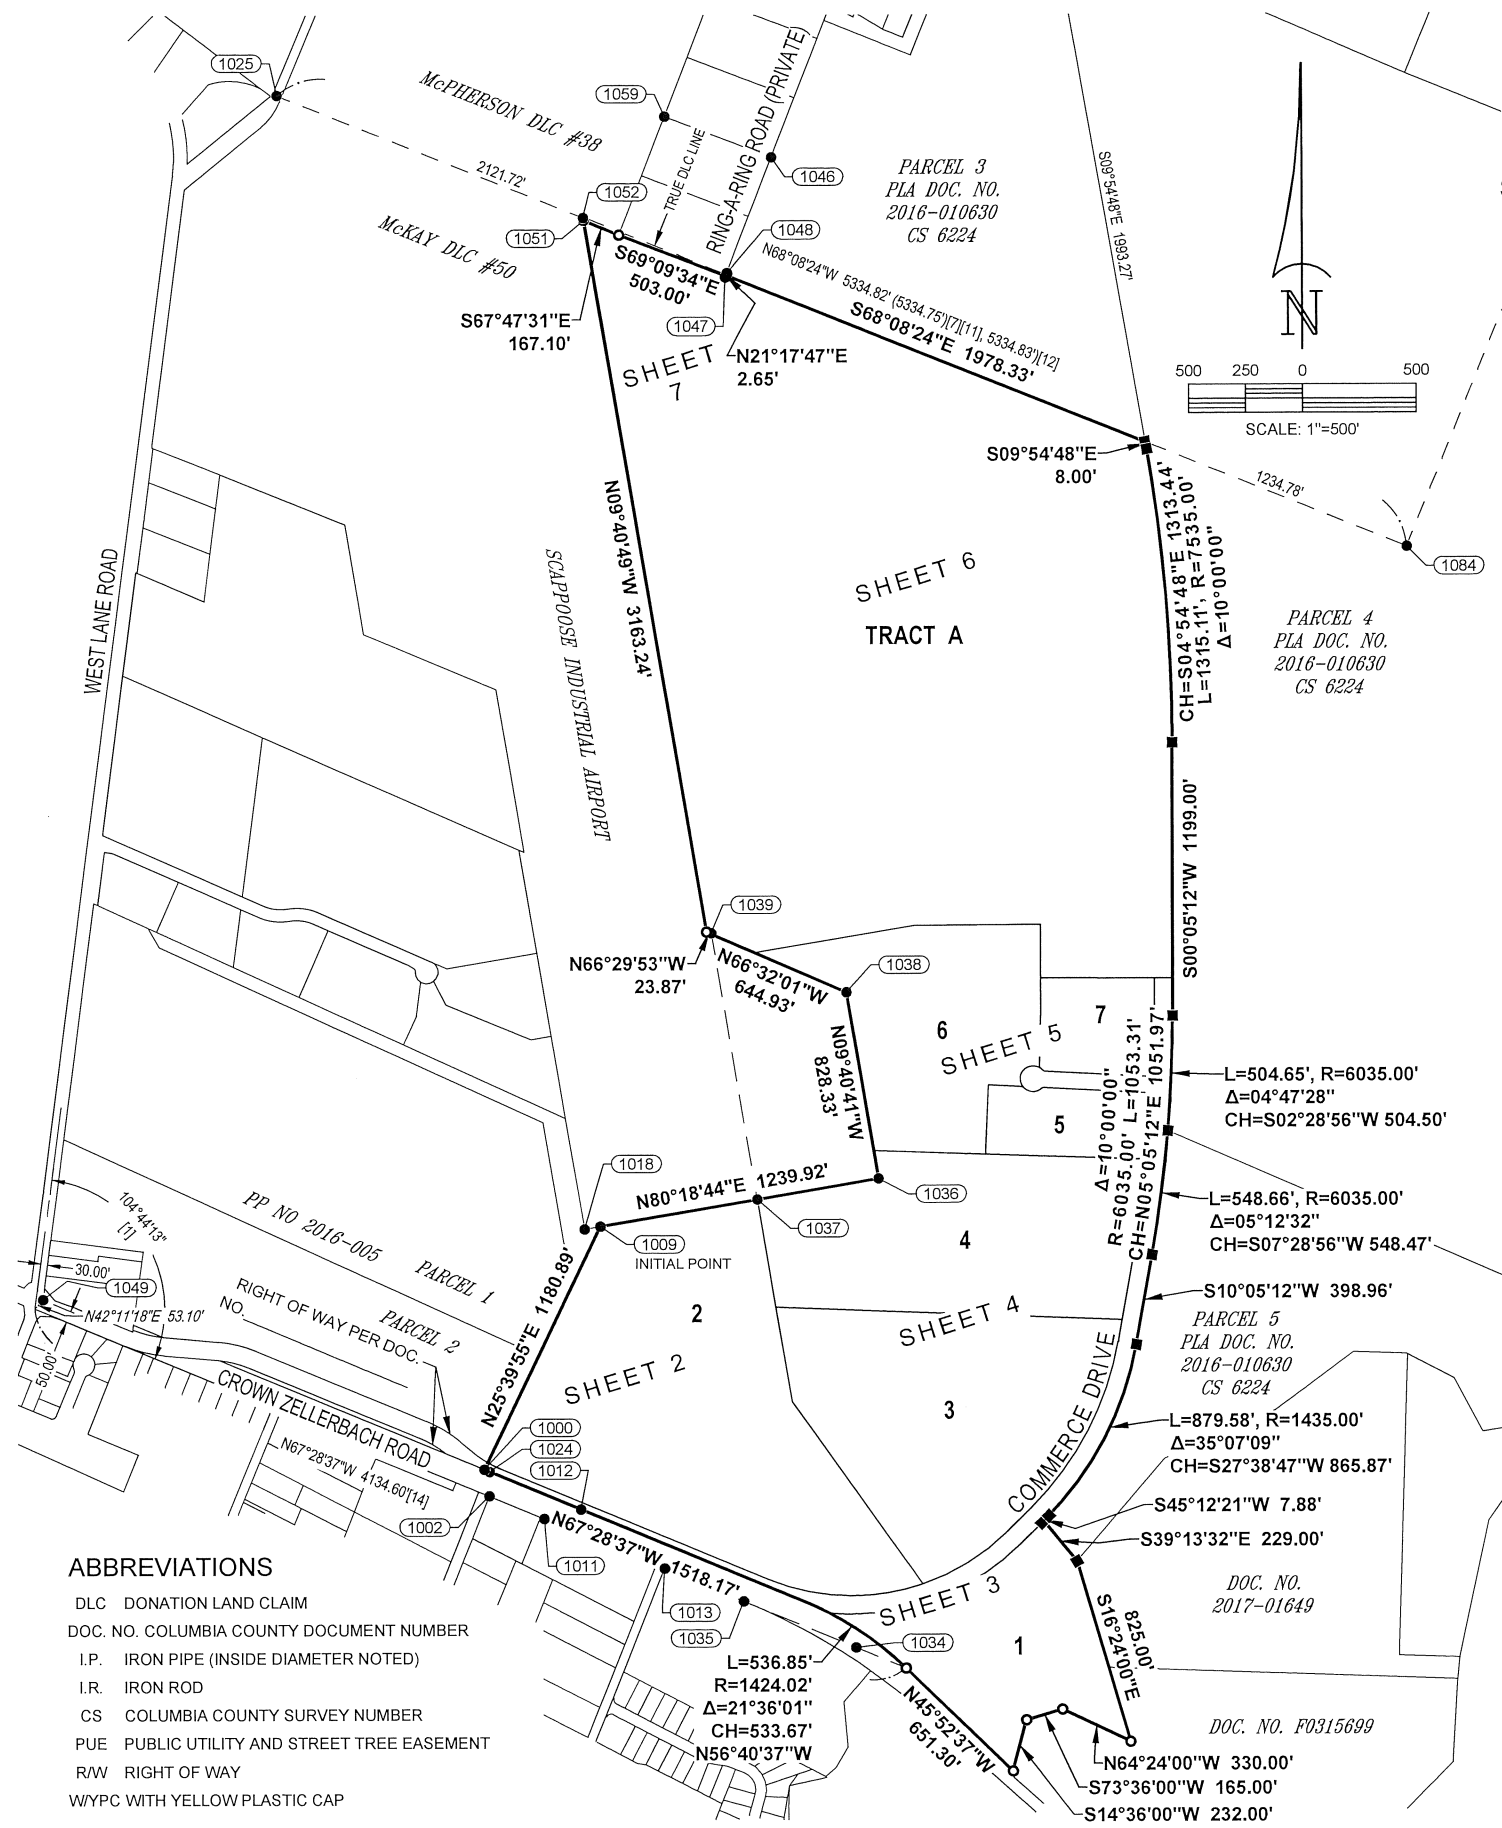 1025
McPHERSON DLC #38
1059
RING-A-RING ROAD (PRIVATE)
TRUE DLC LINE
2121.72'
1052
1046
PARCEL 3
PLA DOC. NO.
2016-010630
CS 6224
S09°54'48"E 1993.27'
McKAY DLC #50
1051
1048
S69°09'34"E
503.00'
N68°08'24"W 5334.82' (5334.75')[7][11], 5334.83')[12]
S68°08'24"E 1978.33'
S67°47'31"E
167.10'
1047
N21°17'47"E
2.65'
SHEET
7
N
500 250 0 500
SCALE: 1"=500'
S09°54'48"E
8.00'
1234.78'
1084
CH=S04°54'48"E 1313.44'
L=1315.11', R=7535.00'
Δ=10°00'00"
N09°40'49"W 3163.24'
SCAPPOOSE INDUSTRIAL AIRPORT
WEST LANE ROAD
SHEET 6
TRACT A
PARCEL 4
PLA DOC. NO.
2016-010630
CS 6224
S00°05'12"W 1199.00'
1039
N66°29'53"W
23.87'
N66°32'01"W
644.93'
1038
6
7
SHEET 5
N09°40'41"W
828.33'
5
Δ=10°00'00"
R=6035.00' L=1053.31'
CH=N05°05'12"E 1051.97'
L=504.65', R=6035.00'
Δ=04°47'28"
CH=S02°28'56"W 504.50'
1018
N80°18'44"E 1239.92'
1036
1037
1009
INITIAL POINT
L=548.66', R=6035.00'
Δ=05°12'32"
CH=S07°28'56"W 548.47'
104°44'13"
[1]
PP NO 2016-005 PARCEL 1
4
30.00'
1049
N42°11'18"E 53.10'
50.00'
RIGHT OF WAY PER DOC.
NO.
PARCEL 2
N25°39'55"E 1180.89'
2
SHEET 2
SHEET 4
S10°05'12"W 398.96'
PARCEL 5
PLA DOC. NO.
2016-010630
CS 6224
3
COMMERCE DRIVE
CROWN ZELLERBACH ROAD
N67°28'37"W 4134.60'[14]
1000
1024
1012
1002
L=879.58', R=1435.00'
Δ=35°07'09"
CH=S27°38'47"W 865.87'
S45°12'21"W 7.88'
S39°13'32"E 229.00'
N67°28'37"W 1518.17'
1011
1013
1035
1034
SHEET 3
DOC. NO.
2017-01649
825.00'
S16°24'00"E
1
L=536.85'
R=1424.02'
Δ=21°36'01"
CH=533.67'
N56°40'37"W
N45°52'37"W
651.30'
DOC. NO. F0315699
N64°24'00"W 330.00'
S73°36'00"W 165.00'
S14°36'00"W 232.00'
ABBREVIATIONS
DLC DONATION LAND CLAIM
DOC. NO. COLUMBIA COUNTY DOCUMENT NUMBER
I.P. IRON PIPE (INSIDE DIAMETER NOTED)
I.R. IRON ROD
CS COLUMBIA COUNTY SURVEY NUMBER
PUE PUBLIC UTILITY AND STREET TREE EASEMENT
R/W RIGHT OF WAY
W/YPC WITH YELLOW PLASTIC CAP